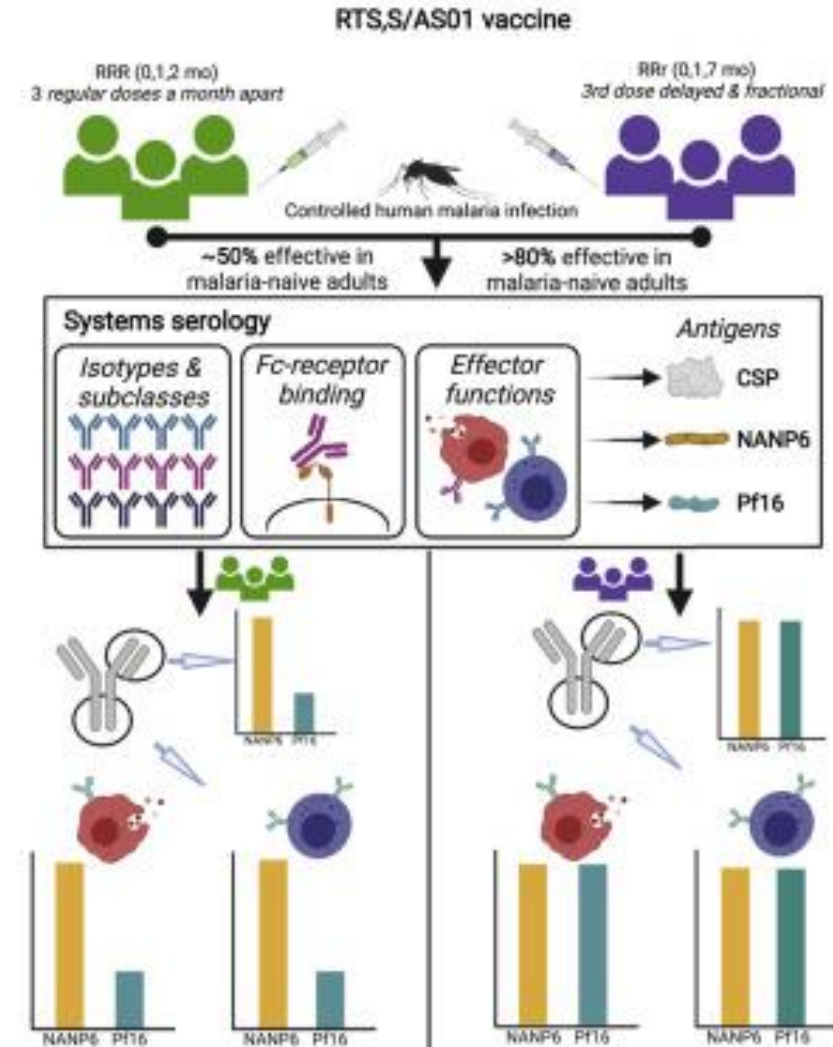 RTS,S/AS01 vaccine
RRR (0,1,2 mo)
3 regular doses a month apart
RRr (0,1,7 mo)
3rd dose delayed & fractional
Controlled human malaria infection
~50% effective in
malaria-naive adults
>80% effective in
malaria-naive adults
Systems serology
Isotypes &
subclasses
Fc-receptor
binding
Effector
functions
Antigens
CSP
NANP6
Pf16
NANP6 Pf16
NANP6 Pf16
NANP6 Pf16
NANP6 Pf16
NANP6 Pf16
NANP6 Pf16